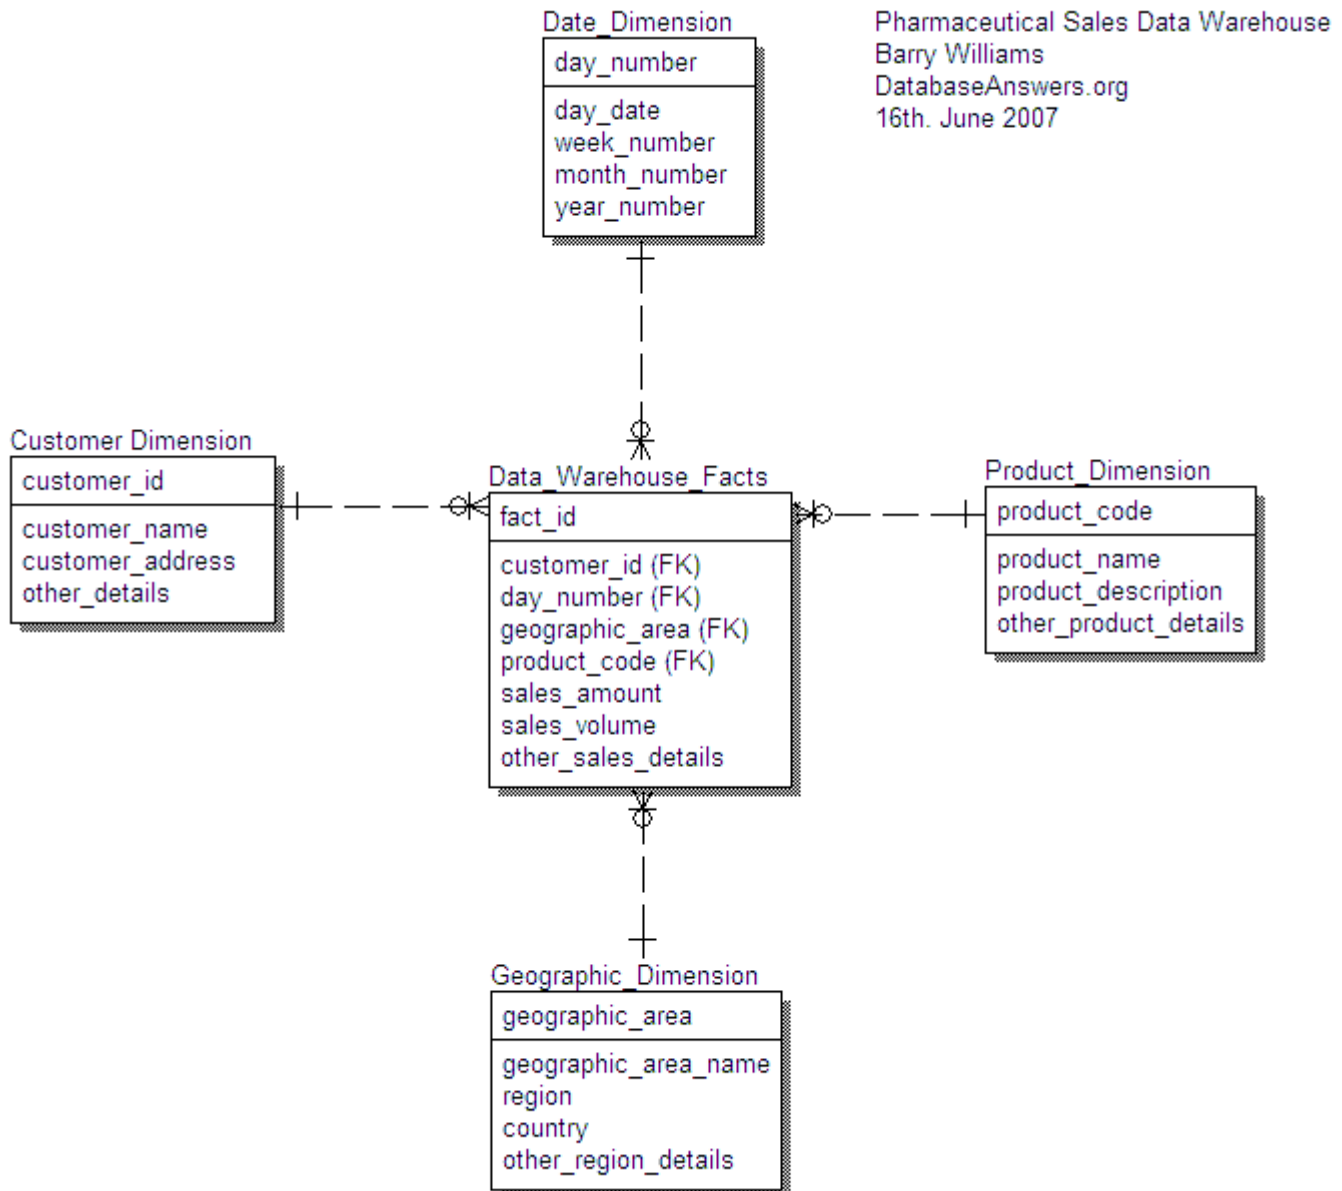 Date_Dimension
day_number
day_date
week_number
month_number
year_number
Pharmaceutical Sales Data Warehouse
Barry Williams
DatabaseAnswers.org
16th. June 2007
Customer Dimension
customer_id
customer_name
customer_address
other_details
Data_Warehouse_Facts
fact_id
customer_id (FK)
day_number (FK)
geographic_area (FK)
product_code (FK)
sales_amount
sales_volume
other_sales_details
Product_Dimension
product_code
product_name
product_description
other_product_details
Geographic_Dimension
geographic_area
geographic_area_name
region
country
other_region_details